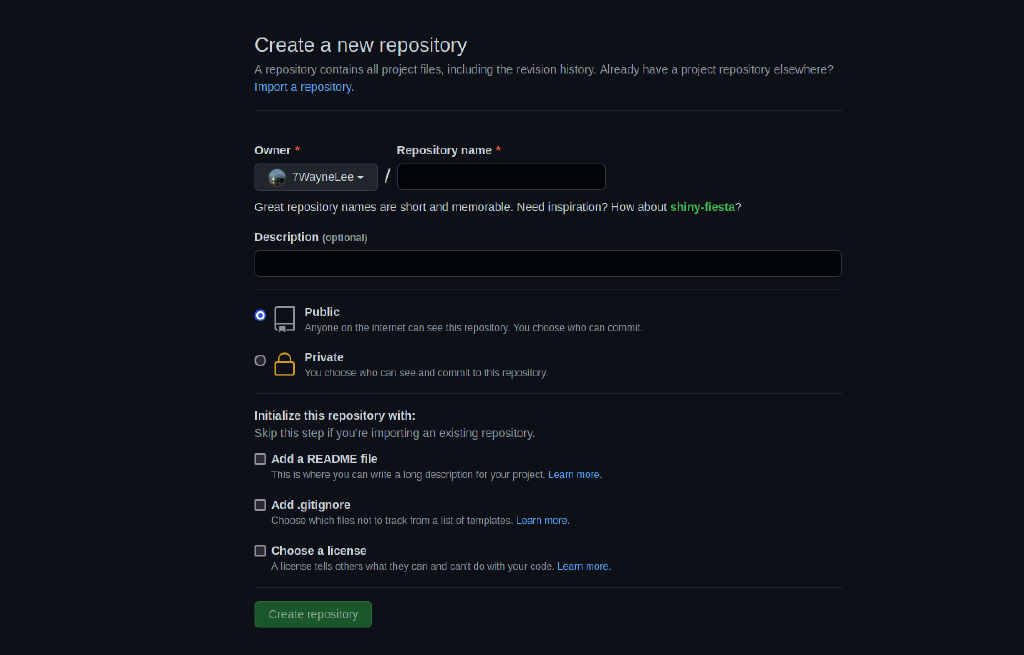 Create a new repository
A repository contains all project files, including the revision history. Already have a project repository elsewhere?
Import a repository.
Owner * Repository name *
7WayneLee /
Great repository names are short and memorable. Need inspiration? How about shiny-fiesta?
Description (optional)
Public
Anyone on the internet can see this repository. You choose who can commit.
Private
You choose who can see and commit to this repository.
Initialize this repository with:
Skip this step if you're importing an existing repository.
Add a README file
This is where you can write a long description for your project. Learn more.
Add .gitignore
Choose which files not to track from a list of templates. Learn more.
Choose a license
A license tells others what they can and can't do with your code. Learn more.
Create repository